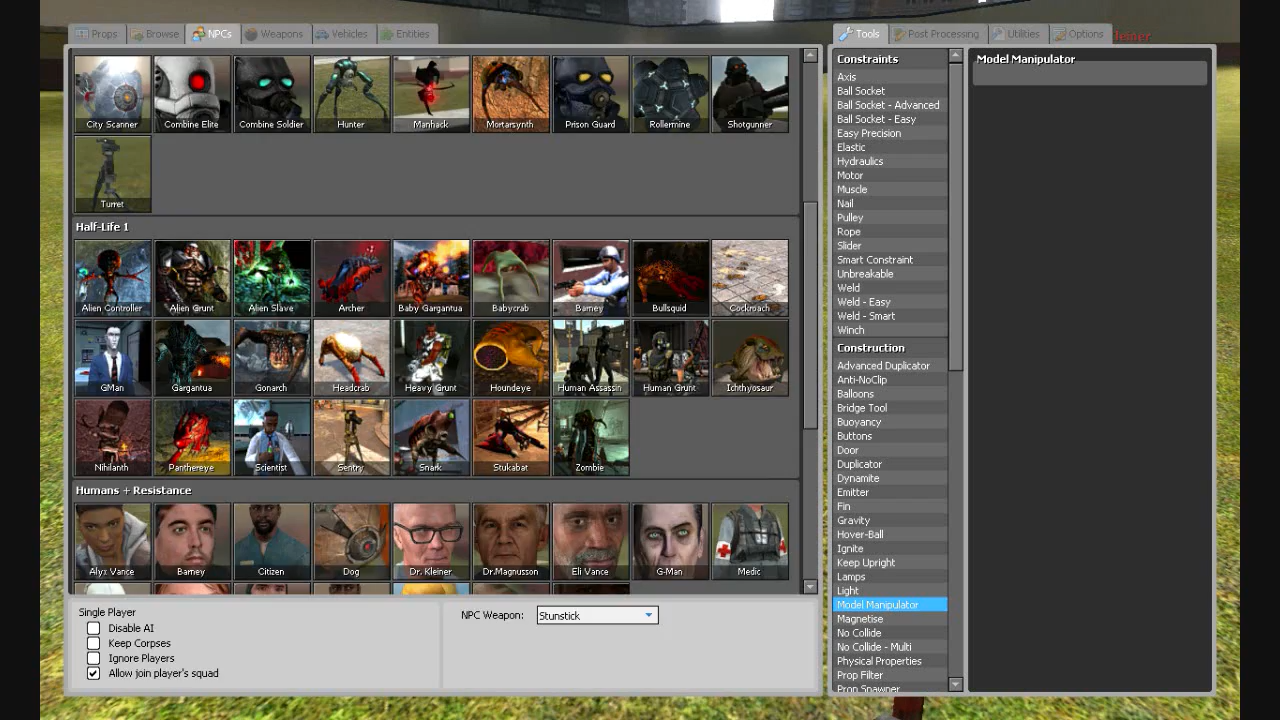 Props Browse NPCs Weapons Vehicles Entities
City Scanner Combine Elite Combine Soldier Hunter Manhack Mortarsynth Prison Guard Rollermine Shotgunner
Turret
Half-Life 1
Alien Controller Alien Grunt Alien Slave Archer Baby Gargantua Babycrab Barney Bullsquid Cockroach
GMan Gargantua Gonarch Headcrab Heavy Grunt Houndeye Human Assassin Human Grunt Ichthyosaur
Nihilanth Panthereye Scientist Sentry Snark Stukabat Zombie
Humans + Resistance
Alyx Vance Barney Citizen Dog Dr. Kleiner Dr.Magnusson Eli Vance G-Man Medic
Single Player
Disable AI
Keep Corpses
Ignore Players
Allow join player's squad
NPC Weapon: Stunstick
Tools Post Processing Utilities Options
Constraints
Axis
Ball Socket
Ball Socket - Advanced
Ball Socket - Easy
Easy Precision
Elastic
Hydraulics
Motor
Muscle
Nail
Pulley
Rope
Slider
Smart Constraint
Unbreakable
Weld
Weld - Easy
Weld - Smart
Winch
Construction
Advanced Duplicator
Anti-NoClip
Balloons
Bridge Tool
Buoyancy
Buttons
Door
Duplicator
Dynamite
Emitter
Fin
Gravity
Hover-Ball
Ignite
Keep Upright
Lamps
Light
Model Manipulator
Magnetise
No Collide
No Collide - Multi
Physical Properties
Prop Filter
Prop Spawner
Model Manipulator